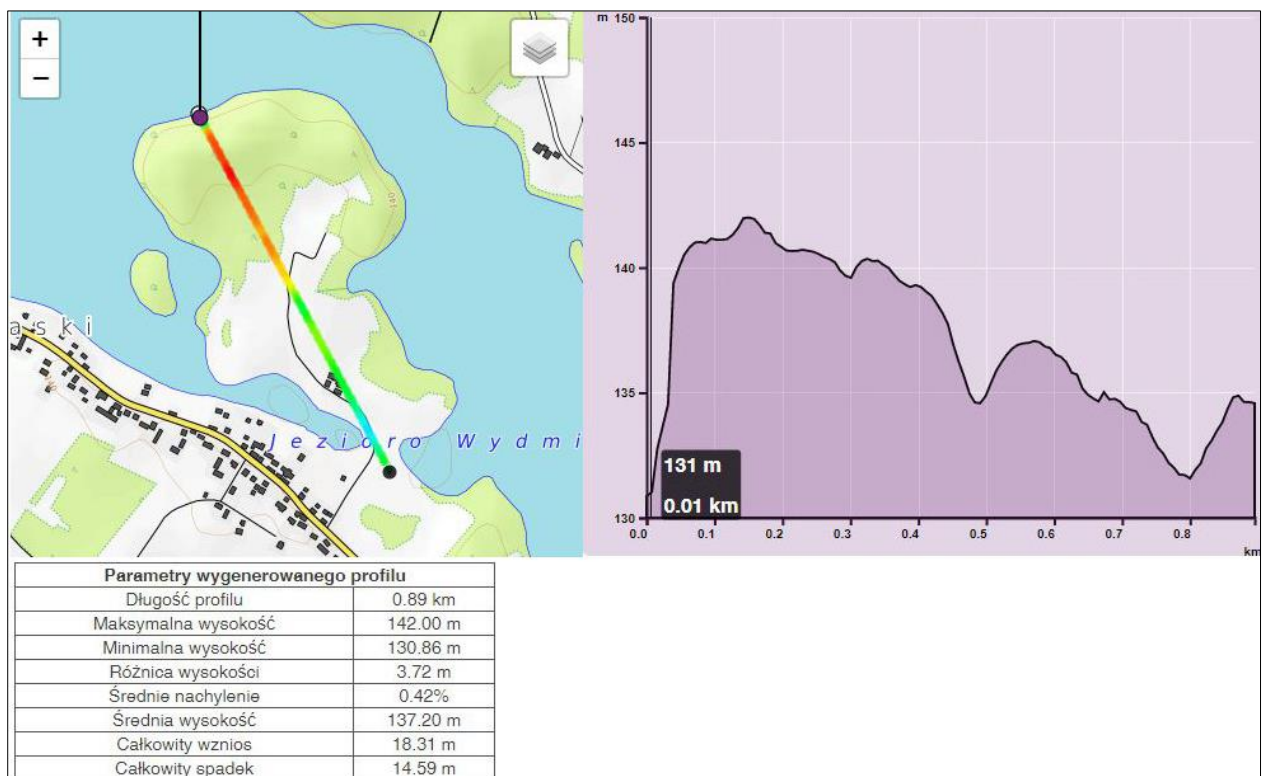 +
−
140
140
ą s k i
J e z i o r o W y d m i
m 150
145
140
135
130
131 m
0.01 km
0.0 0.1 0.2 0.3 0.4 0.5 0.6 0.7 0.8
km
Parametry wygenerowanego profilu
Długość profilu 0.89 km
Maksymalna wysokość 142.00 m
Minimalna wysokość 130.86 m
Różnica wysokości 3.72 m
Średnie nachylenie 0.42%
Średnia wysokość 137.20 m
Całkowity wznios 18.31 m
Całkowity spadek 14.59 m